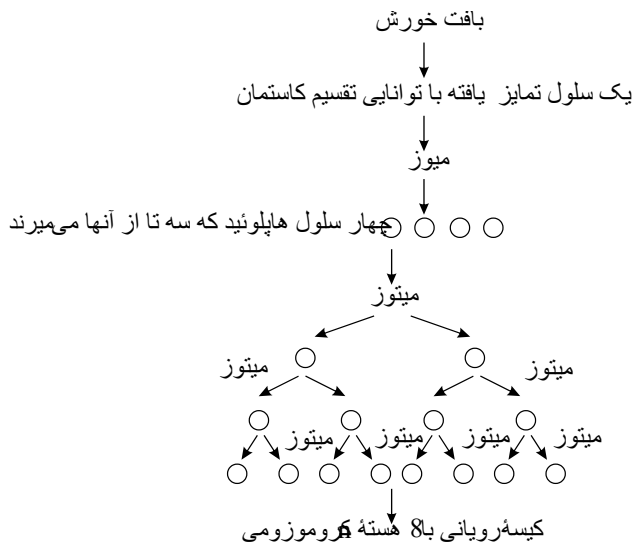 بافت خورش
یک سلول تمایز یافته با توانایی تقسیم کاستمان
میوز
چهار سلول هاپلوئید که سه تا از آنها می‌میرند
میتوز
میتوز
میتوز
میتوز
میتوز
میتوز
میتوز
کیسهٔ رویانی با 8 هستهٔ n کروموزومی